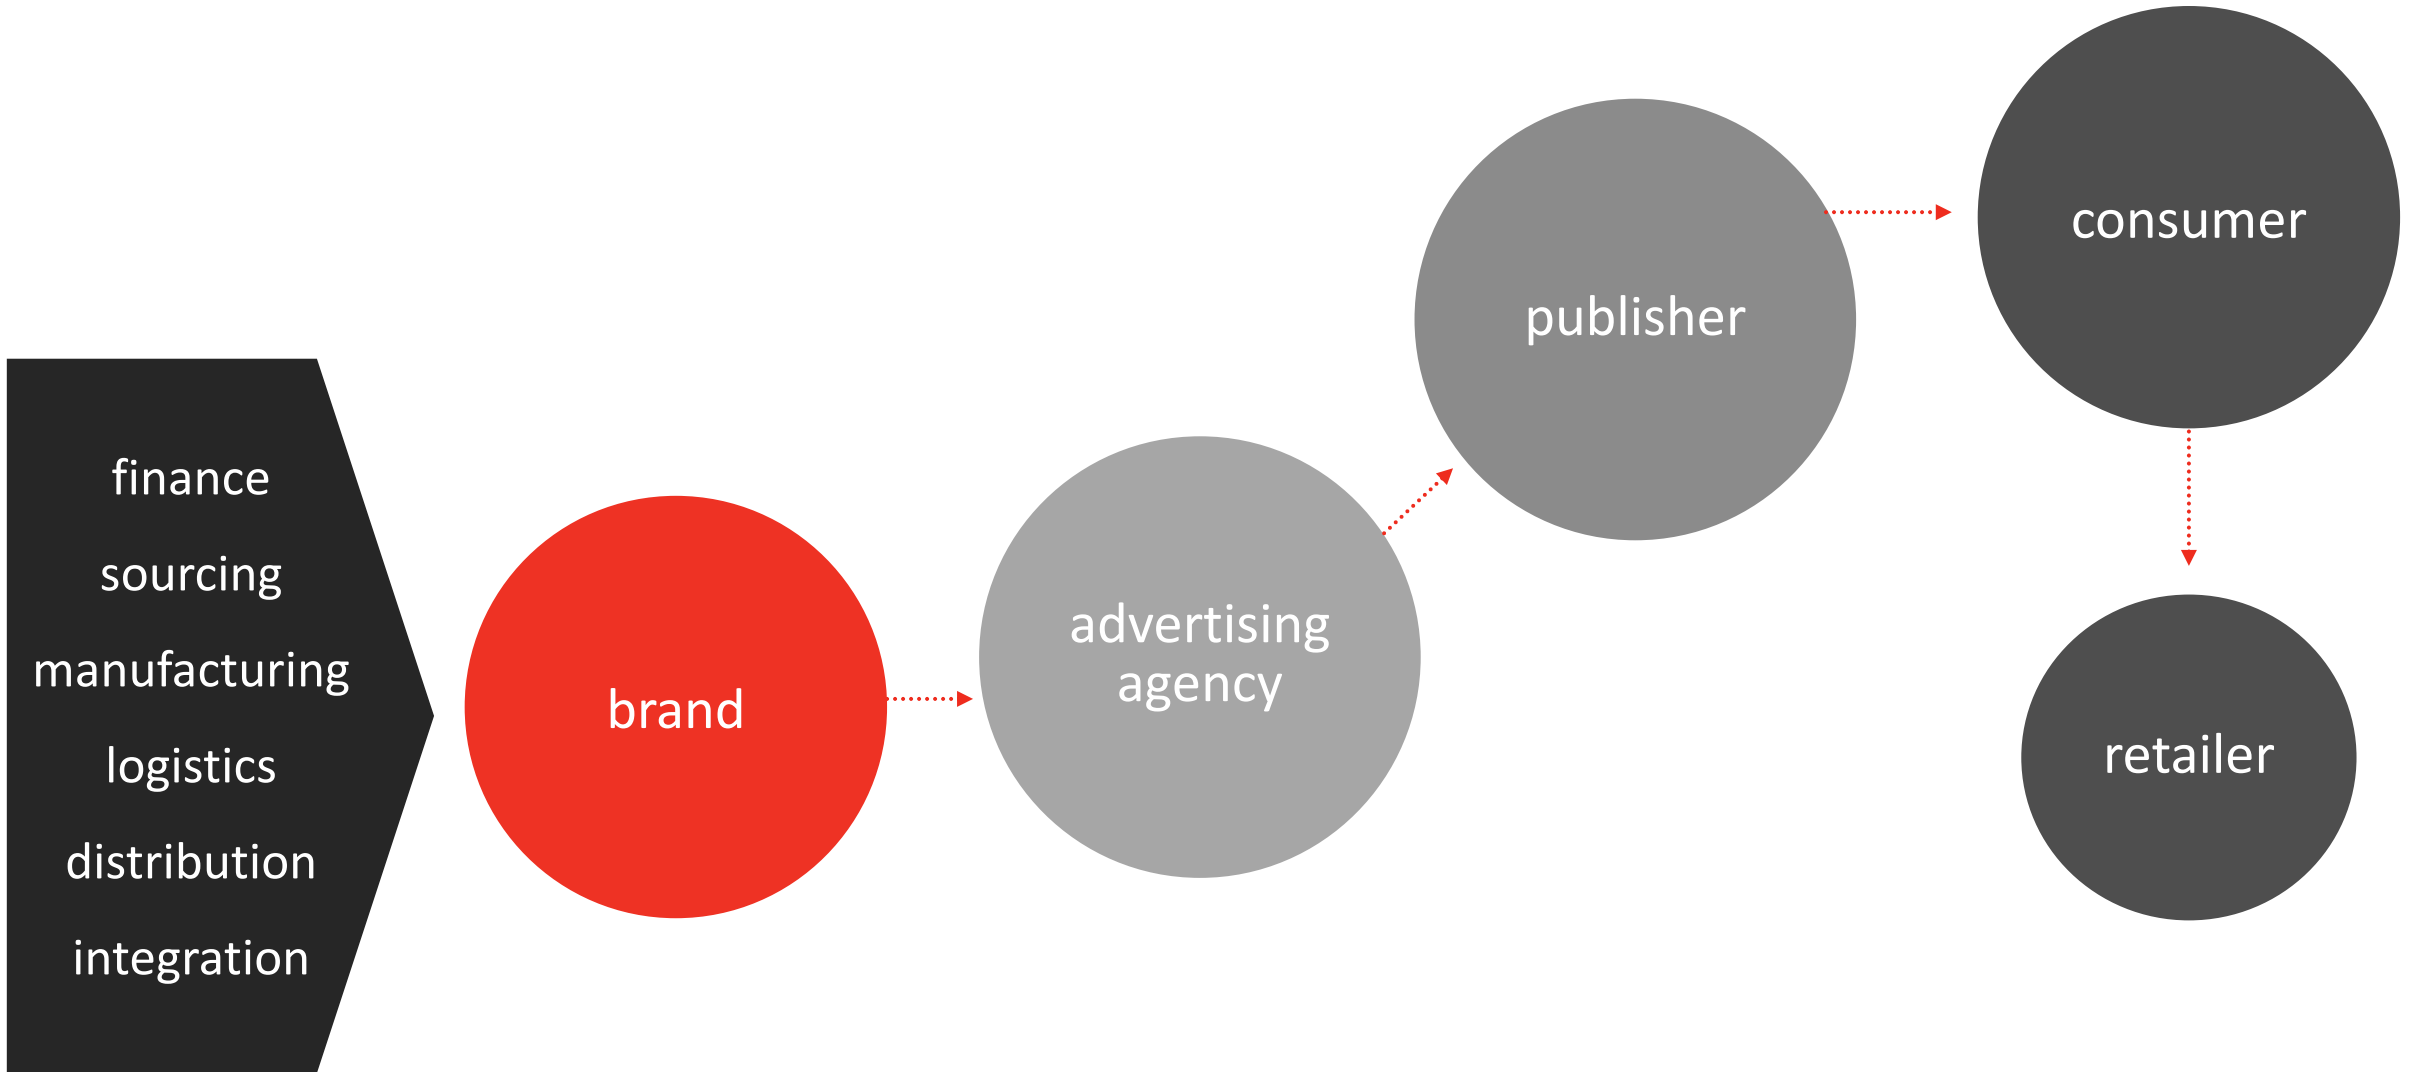 finance
sourcing
manufacturing
logistics
distribution
integration
brand
advertising
agency
publisher
consumer
retailer